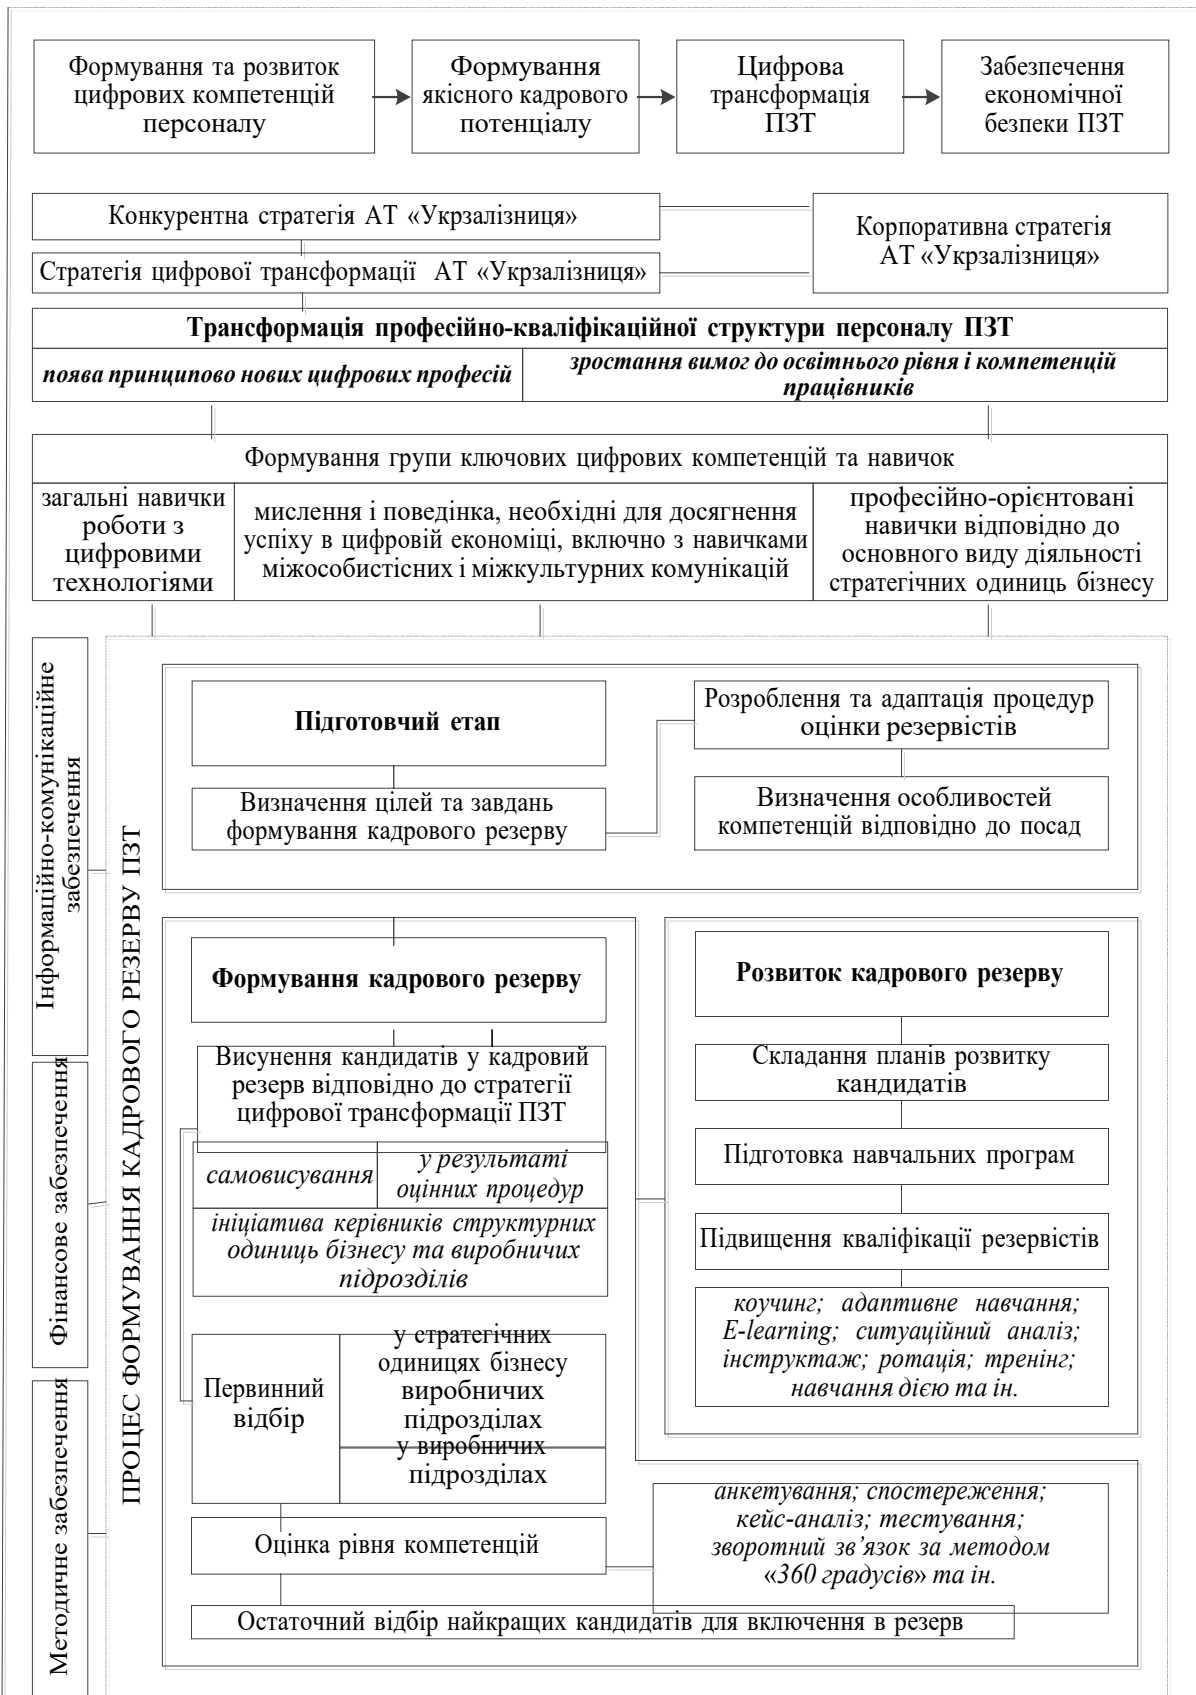 Формування та розвиток
цифрових компетенцій
персоналу
Формування
якісного кадрового
потенціалу
Цифрова
трансформація
ПЗТ
Забезпечення
економічної
безпеки ПЗТ
Конкурентна стратегія АТ «Укрзалізниця»
Стратегія цифрової трансформації АТ «Укрзалізниця»
Корпоративна стратегія
АТ «Укрзалізниця»
Трансформація професійно-кваліфікаційної структури персоналу ПЗТ
поява принципово нових цифрових професій
зростання вимог до освітнього рівня і компетенцій
працівників
Формування групи ключових цифрових компетенцій та навичок
загальні навички
роботи з
цифровими
технологіями
мислення і поведінка, необхідні для досягнення
успіху в цифровій економіці, включно з навичками
міжособистісних і міжкультурних комунікацій
професійно-орієнтовані
навички відповідно до
основного виду діяльності
стратегічних одиниць бізнесу
Інформаційно-комунікаційне
забезпечення
Фінансове забезпечення
Методичне забезпечення
ПРОЦЕС ФОРМУВАННЯ КАДРОВОГО РЕЗЕРВУ ПЗТ
Підготовчий етап
Визначення цілей та завдань
формування кадрового резерву
Розроблення та адаптація процедур
оцінки резервістів
Визначення особливостей
компетенцій відповідно до посад
Формування кадрового резерву
Висунення кандидатів у кадровий
резерв відповідно до стратегії
цифрової трансформації ПЗТ
самовисування
у результаті
оцінних процедур
ініціатива керівників структурних
одиниць бізнесу та виробничих
підрозділів
Первинний
відбір
у стратегічних
одиницях бізнесу
виробничих
підрозділах
у виробничих
підрозділах
Оцінка рівня компетенцій
Остаточний відбір найкращих кандидатів для включення в резерв
Розвиток кадрового резерву
Складання планів розвитку
кандидатів
Підготовка навчальних програм
Підвищення кваліфікації резервістів
коучинг; адаптивне навчання;
E-learning; ситуаційний аналіз;
інструктаж; ротація; тренінг;
навчання дією та ін.
анкетування; спостереження;
кейс-аналіз; тестування;
зворотний зв’язок за методом
«360 градусів» та ін.